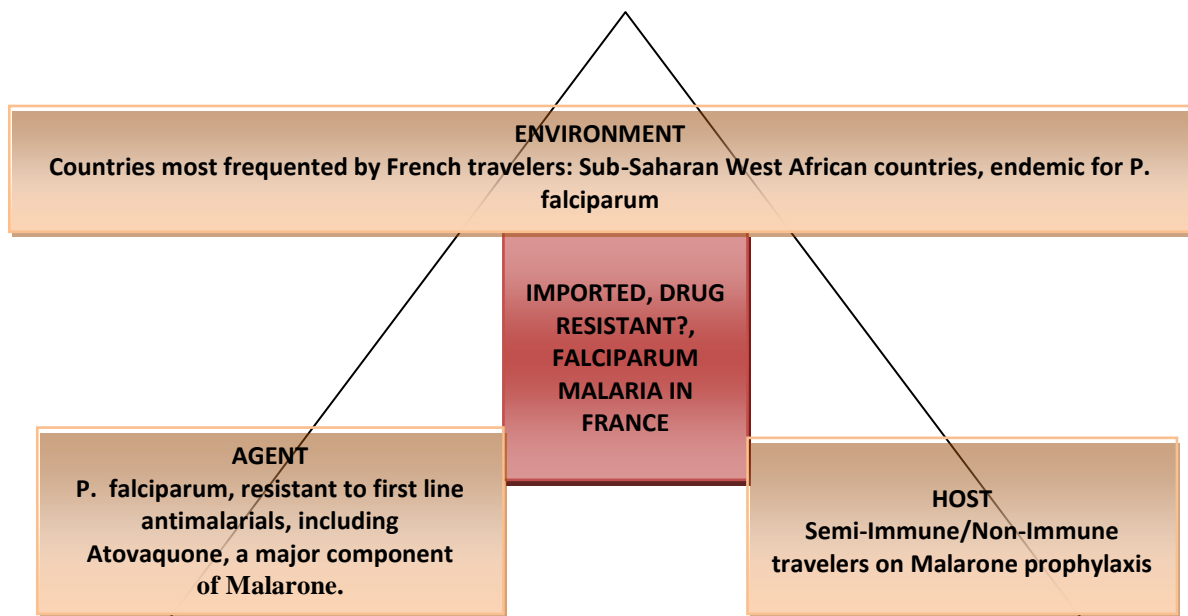 ENVIRONMENT
Countries most frequented by French travelers: Sub-Saharan West African countries, endemic for P.
falciparum
IMPORTED, DRUG
RESISTANT?,
FALCIPARUM
MALARIA IN
FRANCE
AGENT
P. falciparum, resistant to first line
antimalarials, including
Atovaquone, a major component
of Malarone.
HOST
Semi-Immune/Non-Immune
travelers on Malarone prophylaxis